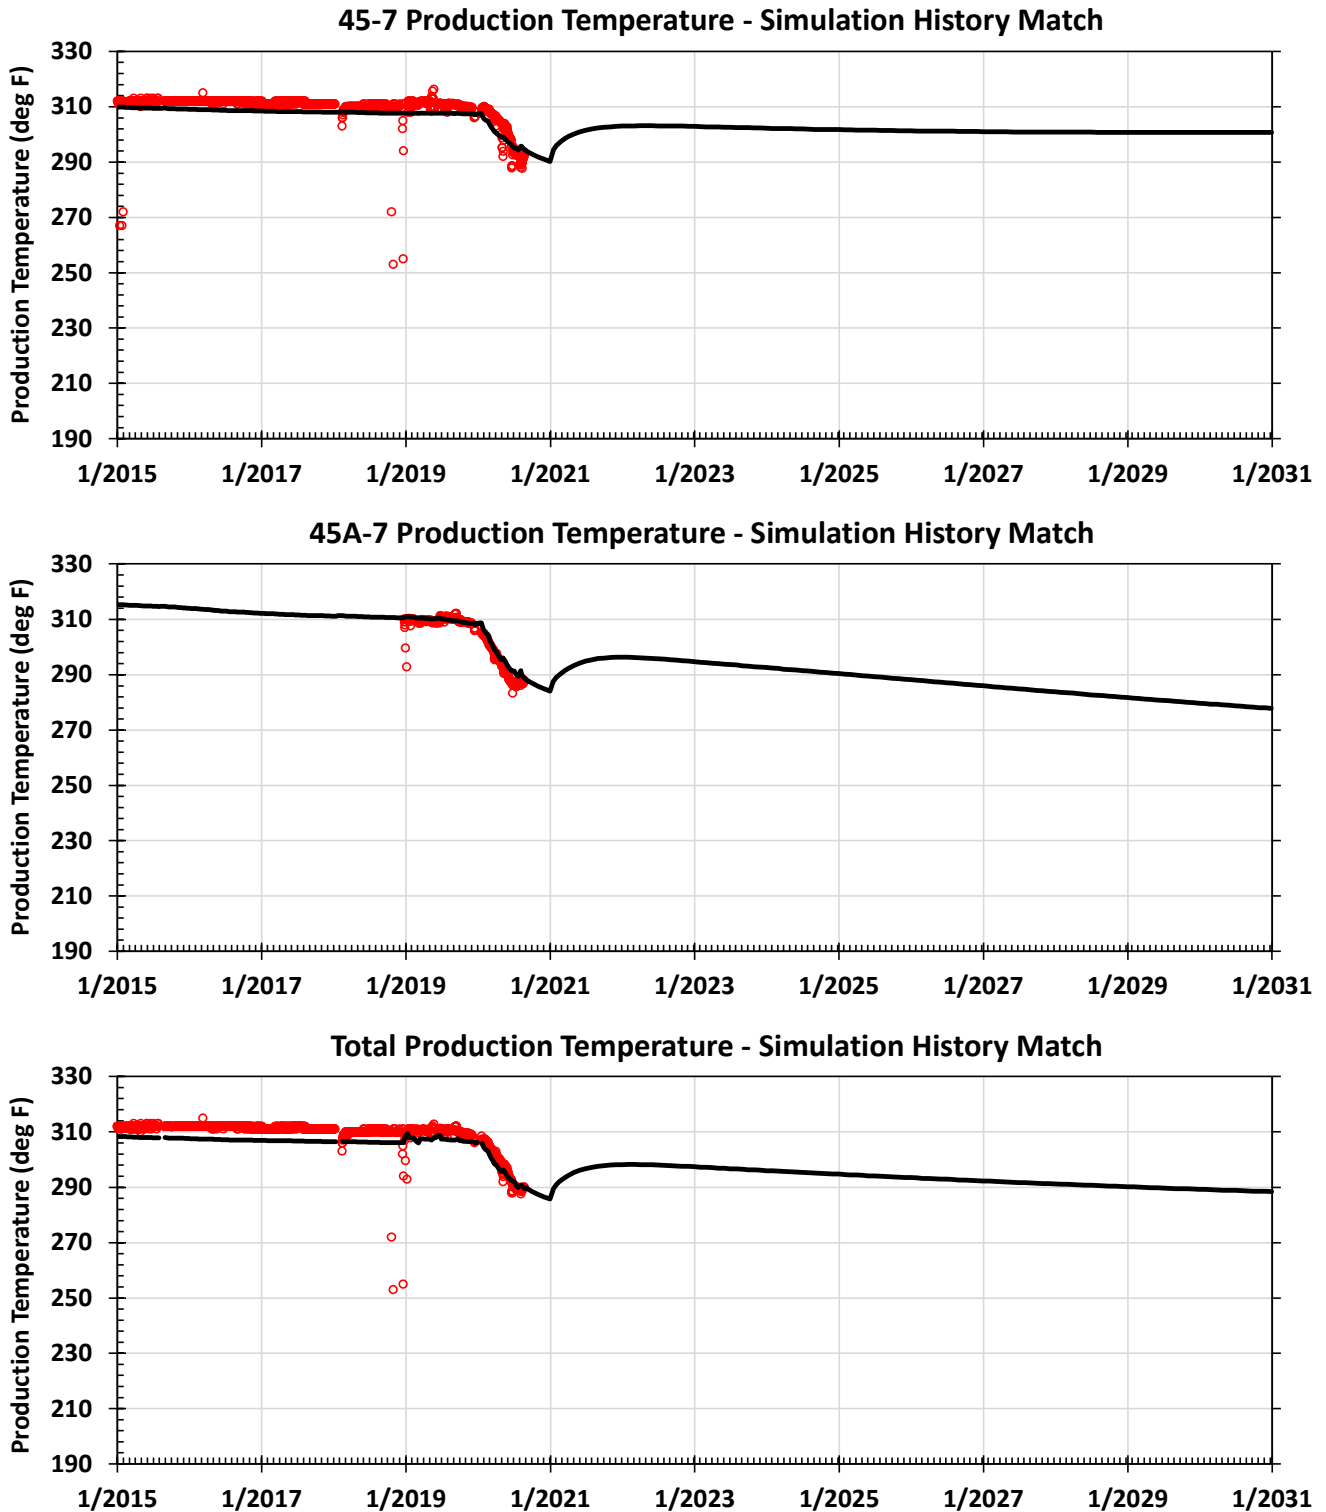 45-7 Production Temperature - Simulation History Match
Production Temperature (deg F)
330
310
290
270
250
230
210
190
1/2015 1/2017 1/2019 1/2021 1/2023 1/2025 1/2027 1/2029 1/2031
45A-7 Production Temperature - Simulation History Match
Production Temperature (deg F)
330
310
290
270
250
230
210
190
1/2015 1/2017 1/2019 1/2021 1/2023 1/2025 1/2027 1/2029 1/2031
Total Production Temperature - Simulation History Match
Production Temperature (deg F)
330
310
290
270
250
230
210
190
1/2015 1/2017 1/2019 1/2021 1/2023 1/2025 1/2027 1/2029 1/2031